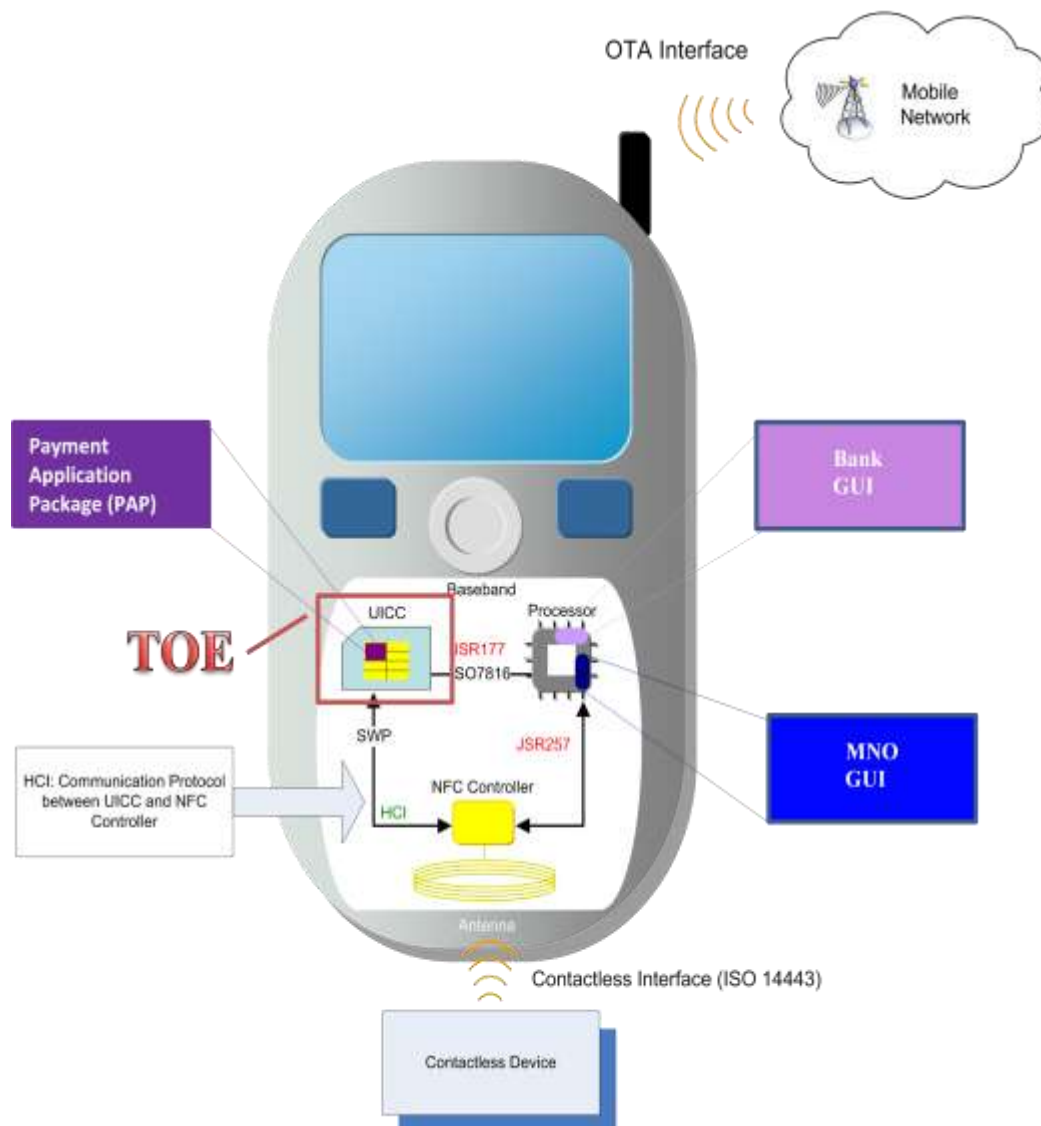 OTA Interface
Mobile
Network
Payment
Application
Package (PAP)
Bank
GUI
Baseband
UICC
Processor
TOE
JSR177
ISO7816
SWP
JSR257
MNO
GUI
HCI: Communication Protocol
between UICC and NFC
Controller
NFC Controller
HCI
Antenna
Contactless Interface (ISO 14443)
Contactless Device